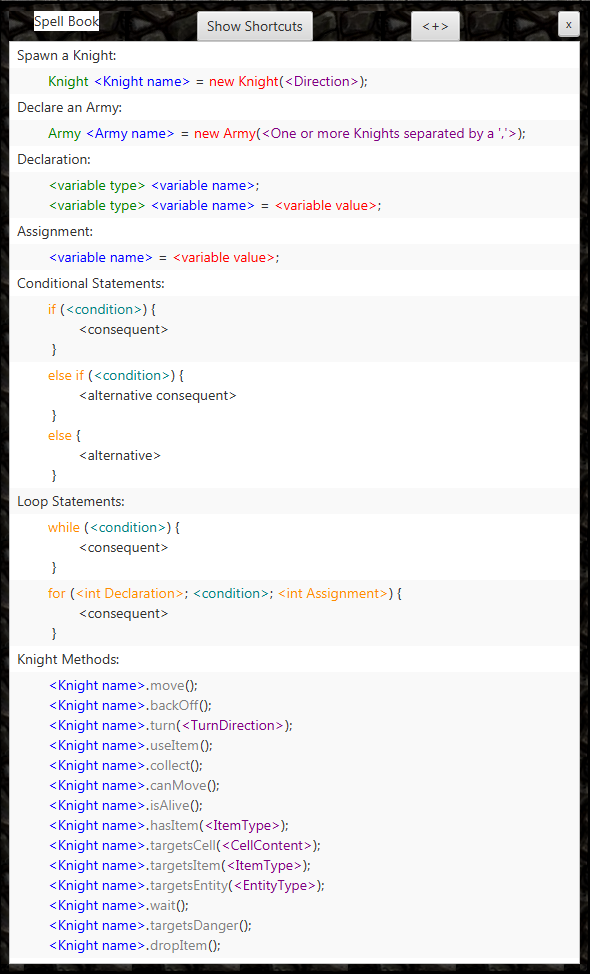 Spell Book
Show Shortcuts
<+>
x
Spawn a Knight:
Knight <Knight name> = new Knight(<Direction>);
Declare an Army:
Army <Army name> = new Army(<One or more Knights separated by a ','>);
Declaration:
<variable type> <variable name>;
<variable type> <variable name> = <variable value>;
Assignment:
<variable name> = <variable value>;
Conditional Statements:
if (<condition>) {
<consequent>
}
else if (<condition>) {
<alternative consequent>
}
else {
<alternative>
}
Loop Statements:
while (<condition>) {
<consequent>
}
for (<int Declaration>; <condition>; <int Assignment>) {
<consequent>
}
Knight Methods:
<Knight name>.move();
<Knight name>.backOff();
<Knight name>.turn(<TurnDirection>);
<Knight name>.useItem();
<Knight name>.collect();
<Knight name>.canMove();
<Knight name>.isAlive();
<Knight name>.hasItem(<ItemType>);
<Knight name>.targetsCell(<CellContent>);
<Knight name>.targetsItem(<ItemType>);
<Knight name>.targetsEntity(<EntityType>);
<Knight name>.wait();
<Knight name>.targetsDanger();
<Knight name>.dropItem();